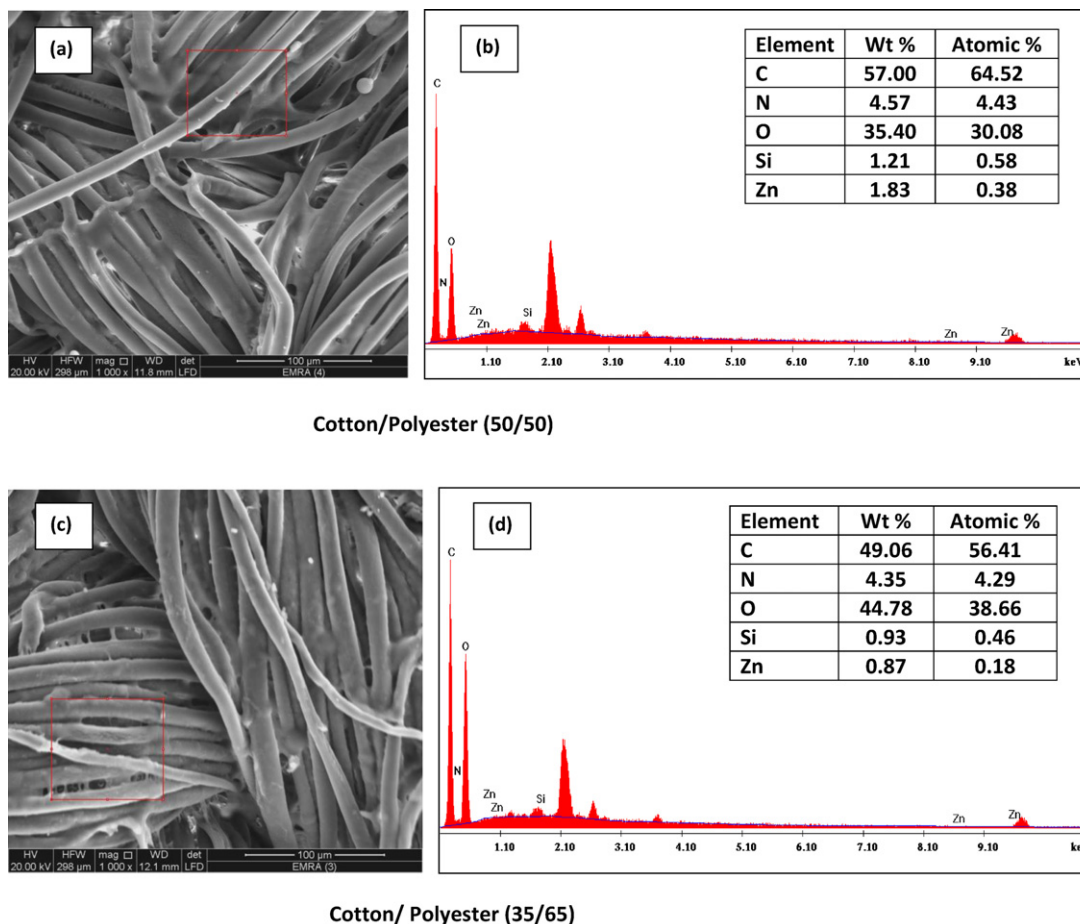 (a)
HV HFW mag □ WD det
20.00 kV 298 µm 1 000 x 11.8 mm LFD
100 µm
EMRA (4)
(b)
Element Wt % Atomic %
C 57.00 64.52
N 4.57 4.43
O 35.40 30.08
Si 1.21 0.58
Zn 1.83 0.38
C
O
N
Zn
Zn
Si
Zn
Zn
1.10 2.10 3.10 4.10 5.10 6.10 7.10 8.10 9.10 keV
Cotton/Polyester (50/50)
(c)
HV HFW mag □ WD det
20.00 kV 298 µm 1 000 x 12.1 mm LFD
100 µm
EMRA (3)
(d)
Element Wt % Atomic %
C 49.06 56.41
N 4.35 4.29
O 44.78 38.66
Si 0.93 0.46
Zn 0.87 0.18
C
O
N
Zn
Zn
Si
Zn
Zn
1.10 2.10 3.10 4.10 5.10 6.10 7.10 8.10 9.10 ke
Cotton/ Polyester (35/65)